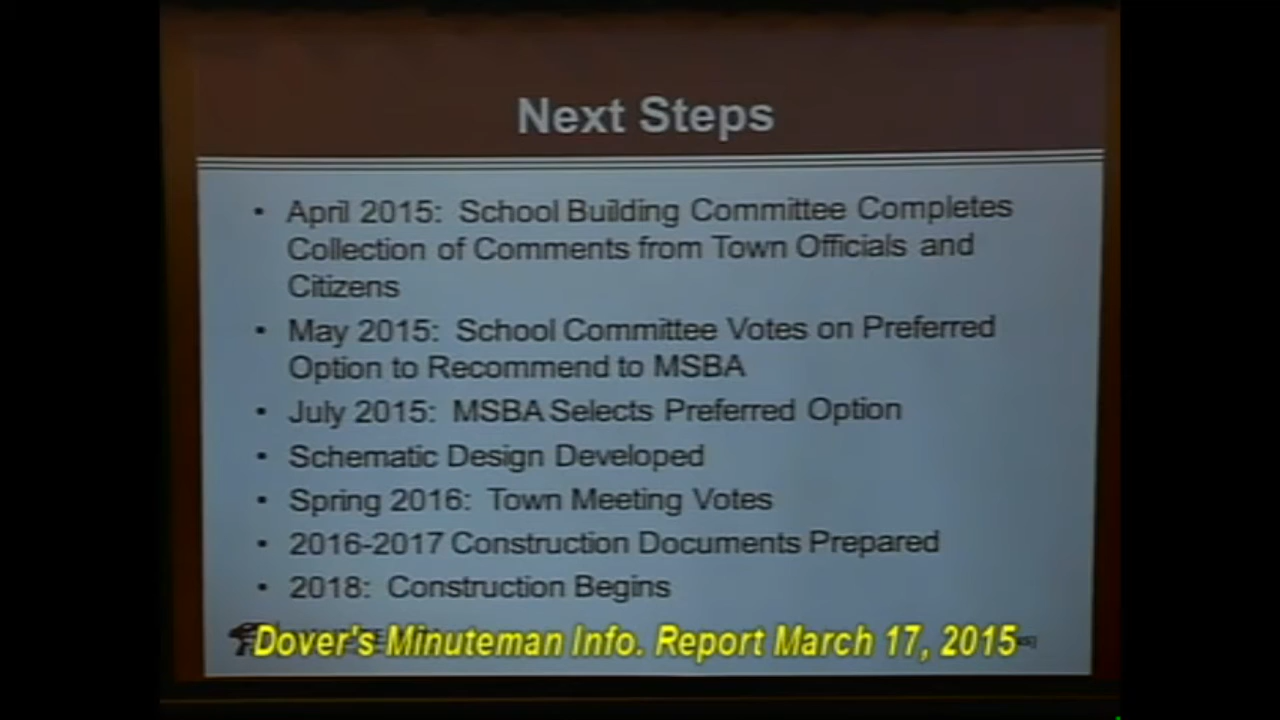 Next Steps
• April 2015: School Building Committee Completes
Collection of Comments from Town Officials and
Citizens
• May 2015: School Committee Votes on Preferred
Option to Recommend to MSBA
• July 2015: MSBA Selects Preferred Option
• Schematic Design Developed
• Spring 2016: Town Meeting Votes
• 2016-2017 Construction Documents Prepared
• 2018: Construction Begins
Dover's Minuteman Info. Report March 17, 2015